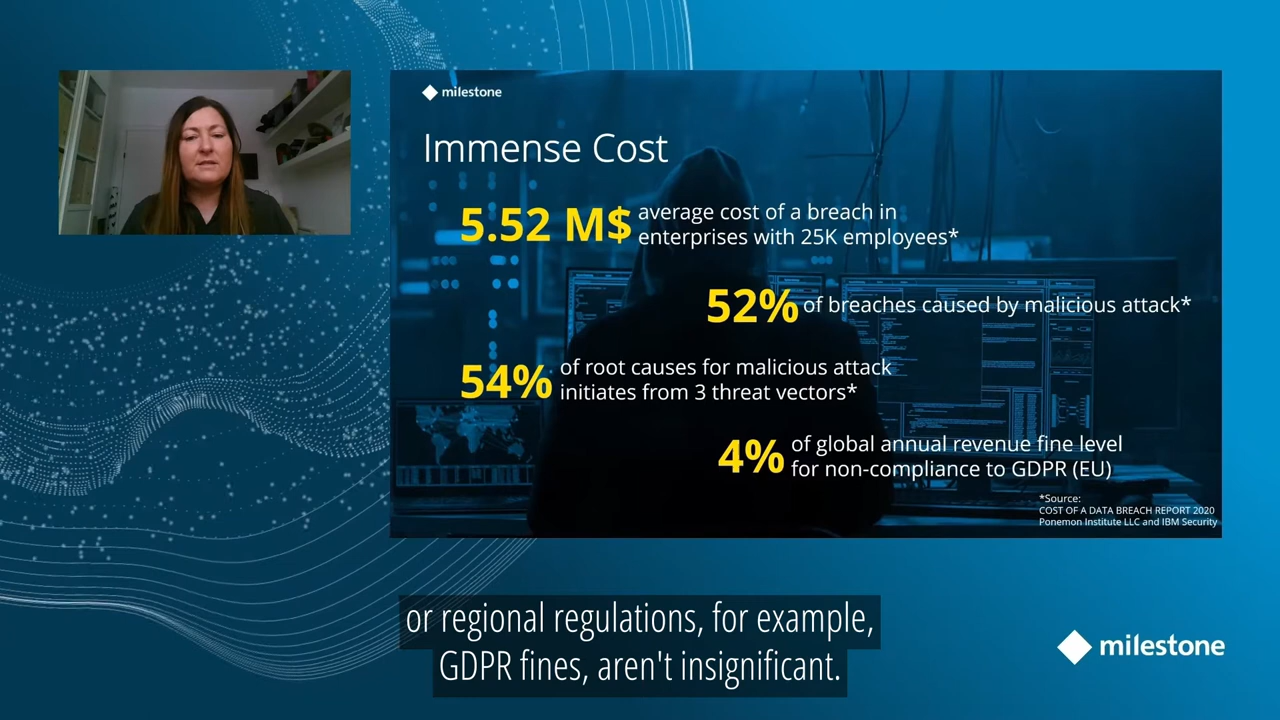 milestone
Immense Cost
5.52 M$ average cost of a breach in
enterprises with 25K employees*
52% of breaches caused by malicious attack*
54% of root causes for malicious attack
initiates from 3 threat vectors*
4% of global annual revenue fine level
for non-compliance to GDPR (EU)
*Source:
COST OF A DATA BREACH REPORT 2020
Ponemon Institute LLC and IBM Security
or regional regulations, for example,
GDPR fines, aren't insignificant.
milestone